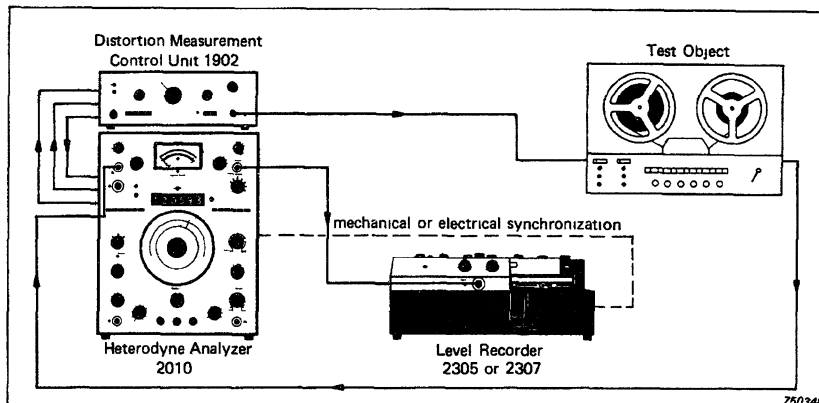 Distortion Measurement
Control Unit 1902
Test Object
mechanical or electrical synchronization
Heterodyne Analyzer
2010
Level Recorder
2305 or 2307